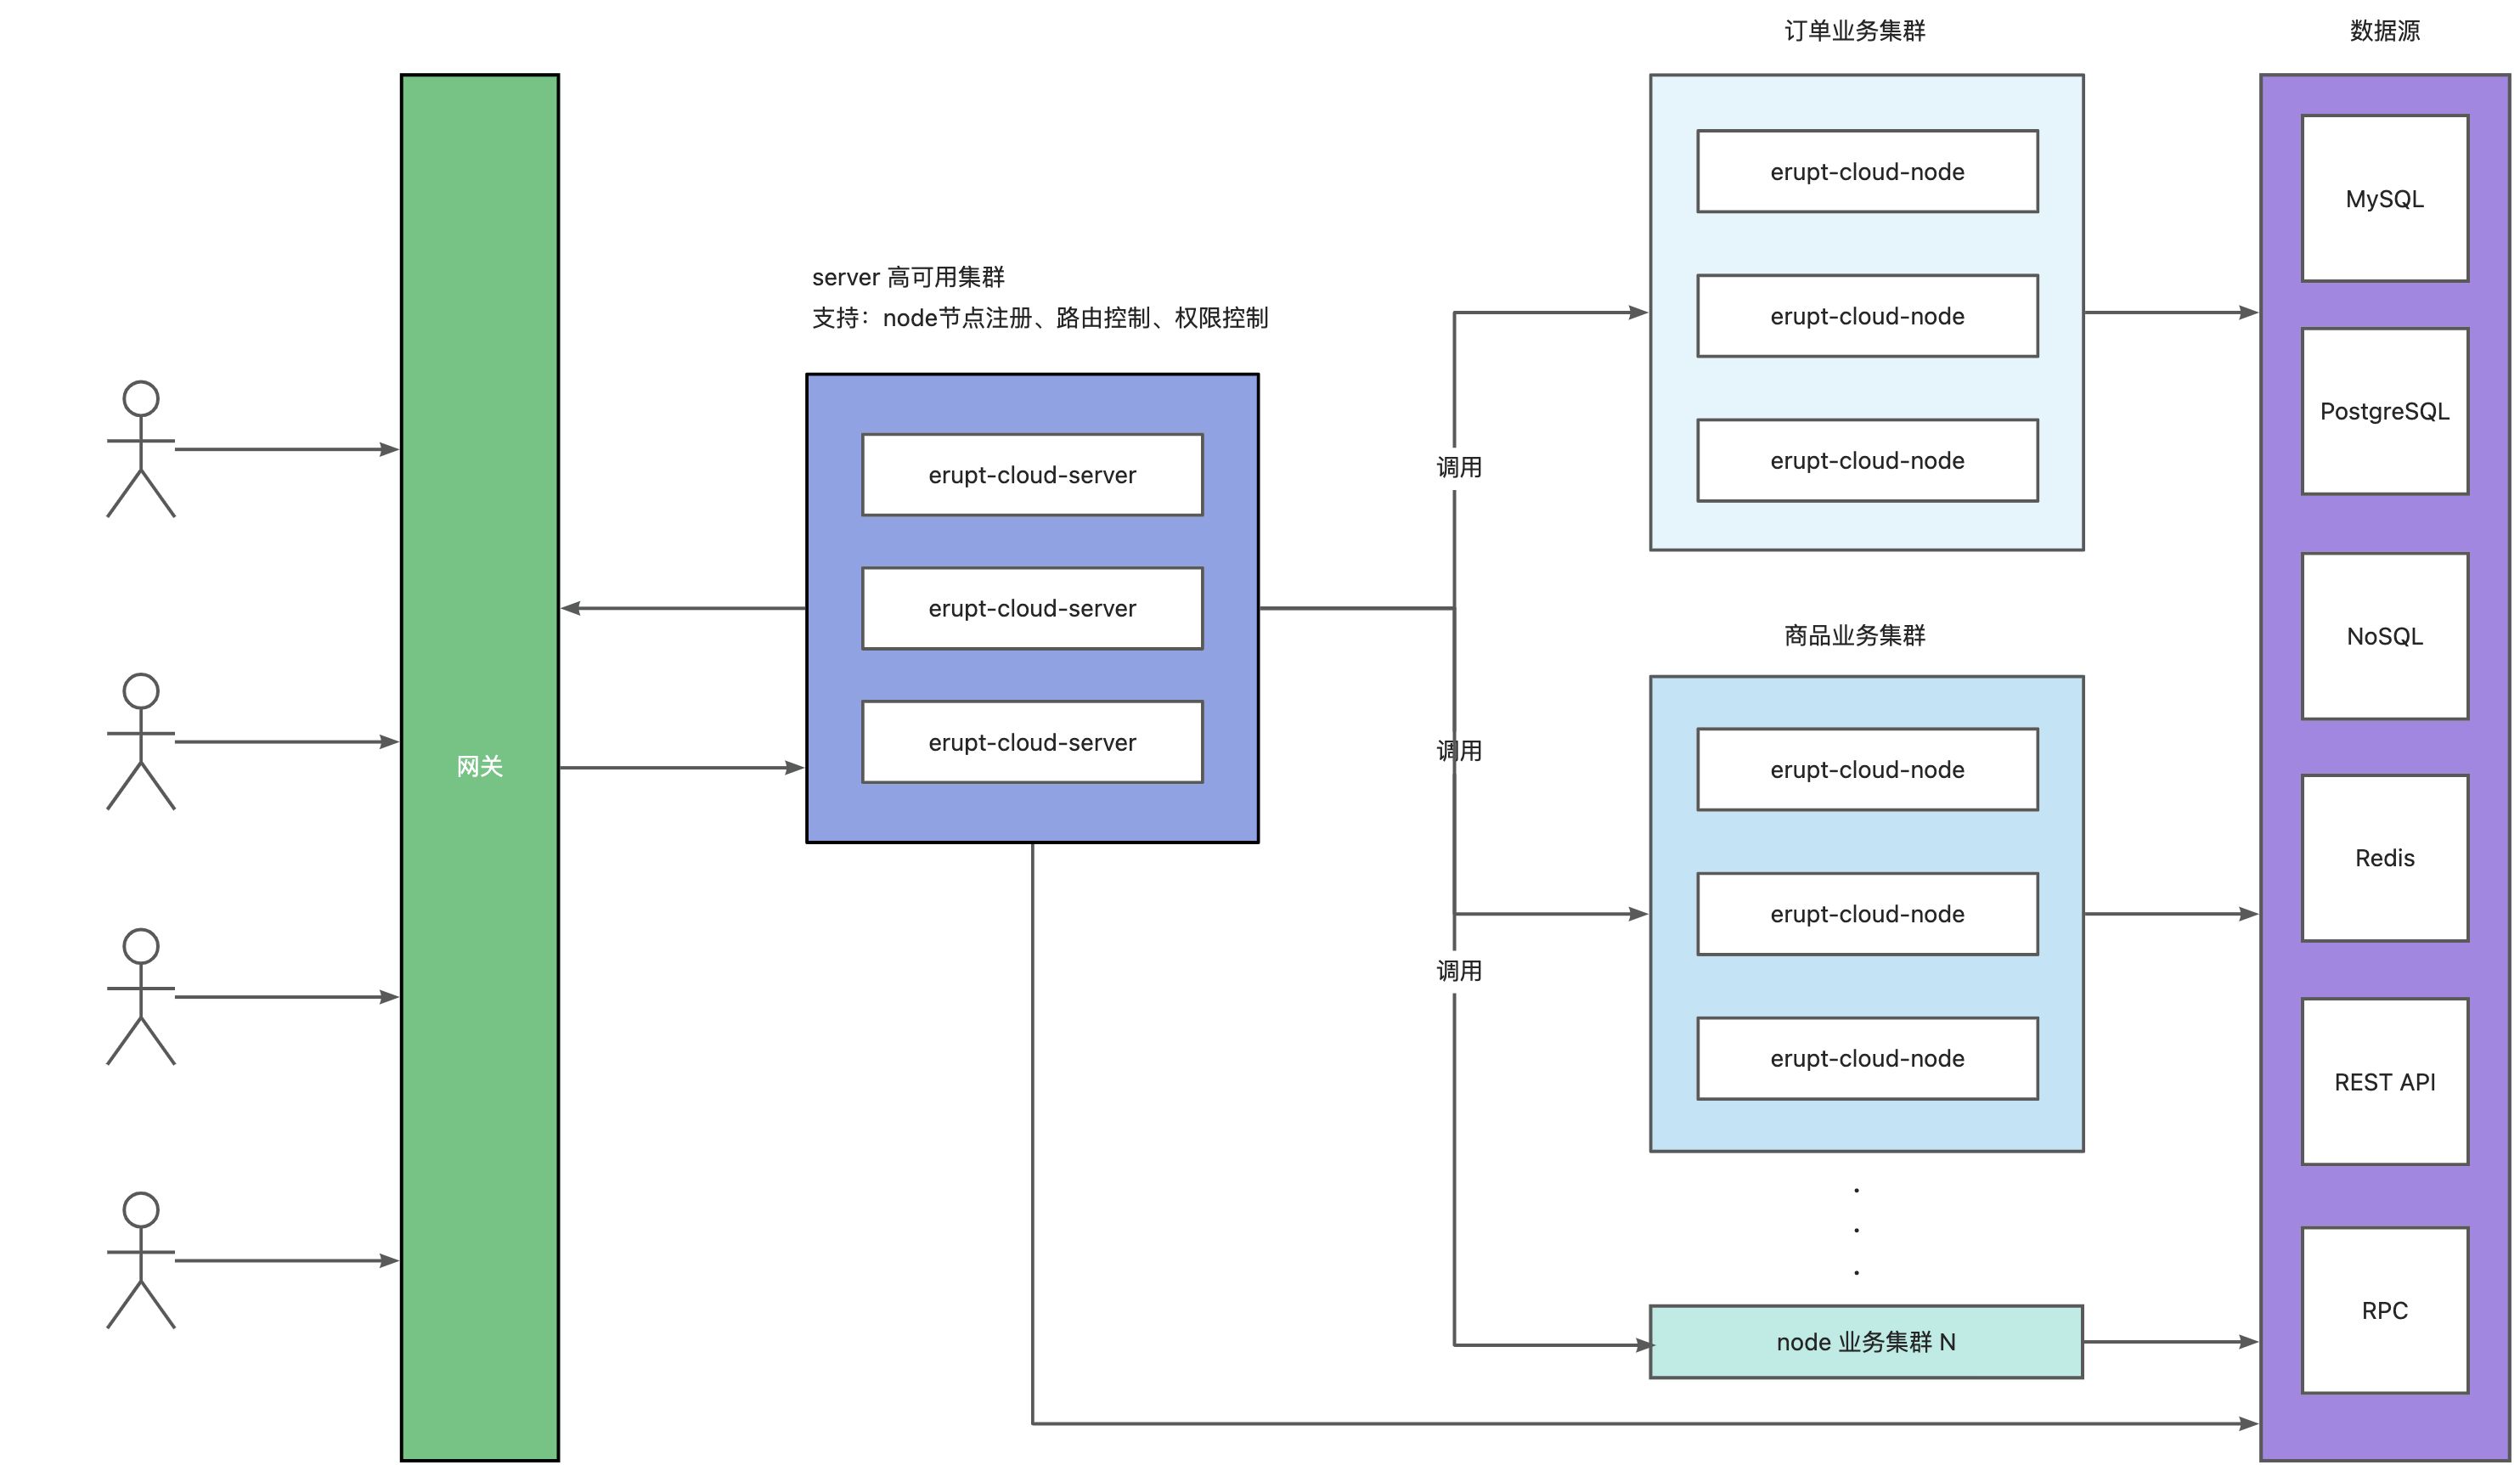 订单业务集群
数据源
erupt-cloud-node
erupt-cloud-node
erupt-cloud-node
MySQL
PostgreSQL
NoSQL
Redis
REST API
RPC
server 高可用集群
支持：node节点注册、路由控制、权限控制
erupt-cloud-server
erupt-cloud-server
erupt-cloud-server
网关
调用
调用
调用
商品业务集群
erupt-cloud-node
erupt-cloud-node
erupt-cloud-node
.
.
.
node 业务集群 N